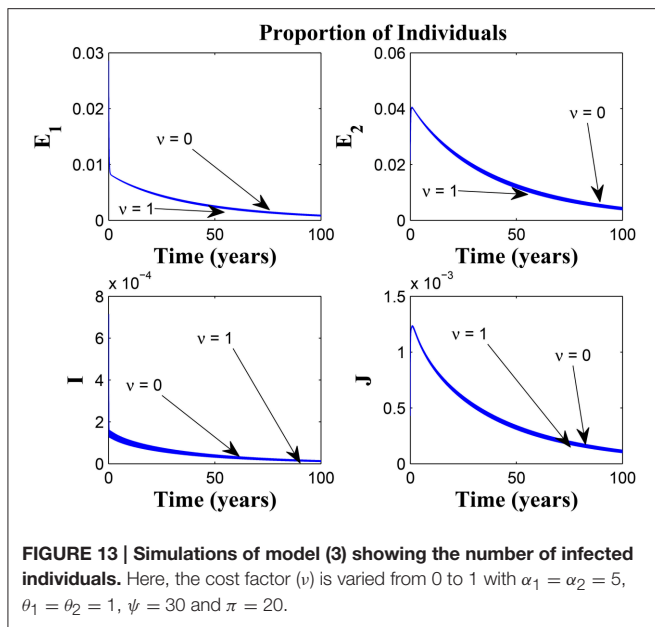 Proportion of Individuals
0.03
0.02
0.01
0
E_1
ν = 0
ν = 1
0
50
100
Time (years)
0.06
0.04
0.02
0
E_2
ν = 0
ν = 1
0
50
100
Time (years)
x 10⁻⁴
8
6
4
2
0
I
ν = 1
ν = 0
0
50
100
Time (years)
x 10⁻³
1.5
1
0.5
0
J
ν = 1
ν = 0
0
50
100
Time (years)
FIGURE 13 | Simulations of model (3) showing the number of infected
individuals. Here, the cost factor (ν) is varied from 0 to 1 with α₁ = α₂ = 5,
θ₁ = θ₂ = 1, ψ = 30 and π = 20.